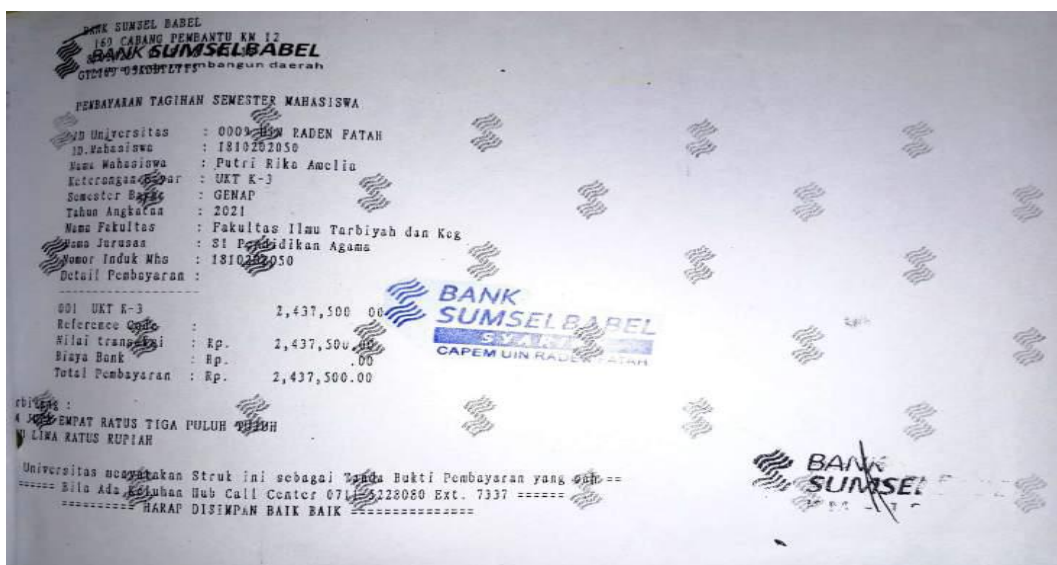 BANK SUMSEL BABEL
169 CABANG PEMBANTU KM 12
BANK SUMSELBABEL
membangun daerah
PEMBAYARAN TAGIHAN SEMESTER MAHASISWA
ID Universitas : 0009 UIN RADEN FATAH
ID.Mahasiswa : 1810202050
Nama Mahasiswa : Putri Rika Amelia
Keterangan Bayar : UKT K-3
Semester Bayar : GENAP
Tahun Angkatan : 2021
Nama Fakultas : Fakultas Ilmu Tarbiyah dan Keg
Nama Jurusan : S1 Pendidikan Agama
Nomor Induk Mhs : 1810202050
Detail Pembayaran :
001 UKT K-3 2,437,500 00
Reference Code :
Nilai transaksi : Rp. 2,437,500.00
Biaya Bank : Rp. .00
Total Pembayaran : Rp. 2,437,500.00
BANK
SUMSEL BABEL
SYARIAH
CAPEM UIN RADEN FATAH
EMPAT RATUS TIGA PULUH TUJUH
LIMA RATUS RUPIAH
Universitas menyatakan Struk ini sebagai Tanda Bukti Pembayaran yang sah ==
====== Bila Ada Keluhan Hub Call Center 0711-5228080 Ext. 7337 ======
========== HARAP DISIMPAN BAIK BAIK ===============
BANK
SUMSEL